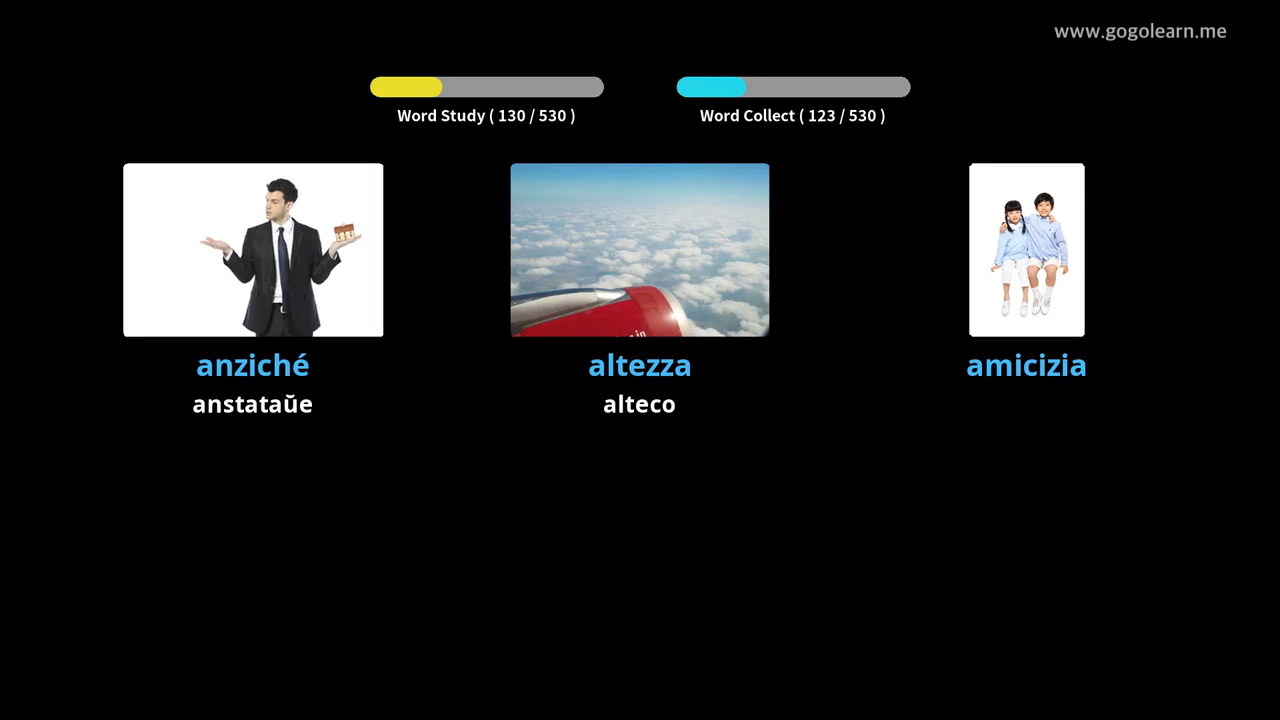 www.gogolearn.me
Word Study ( 130 / 530 )
Word Collect ( 123 / 530 )
anziché
altezza
amicizia
anstataŭe
alteco